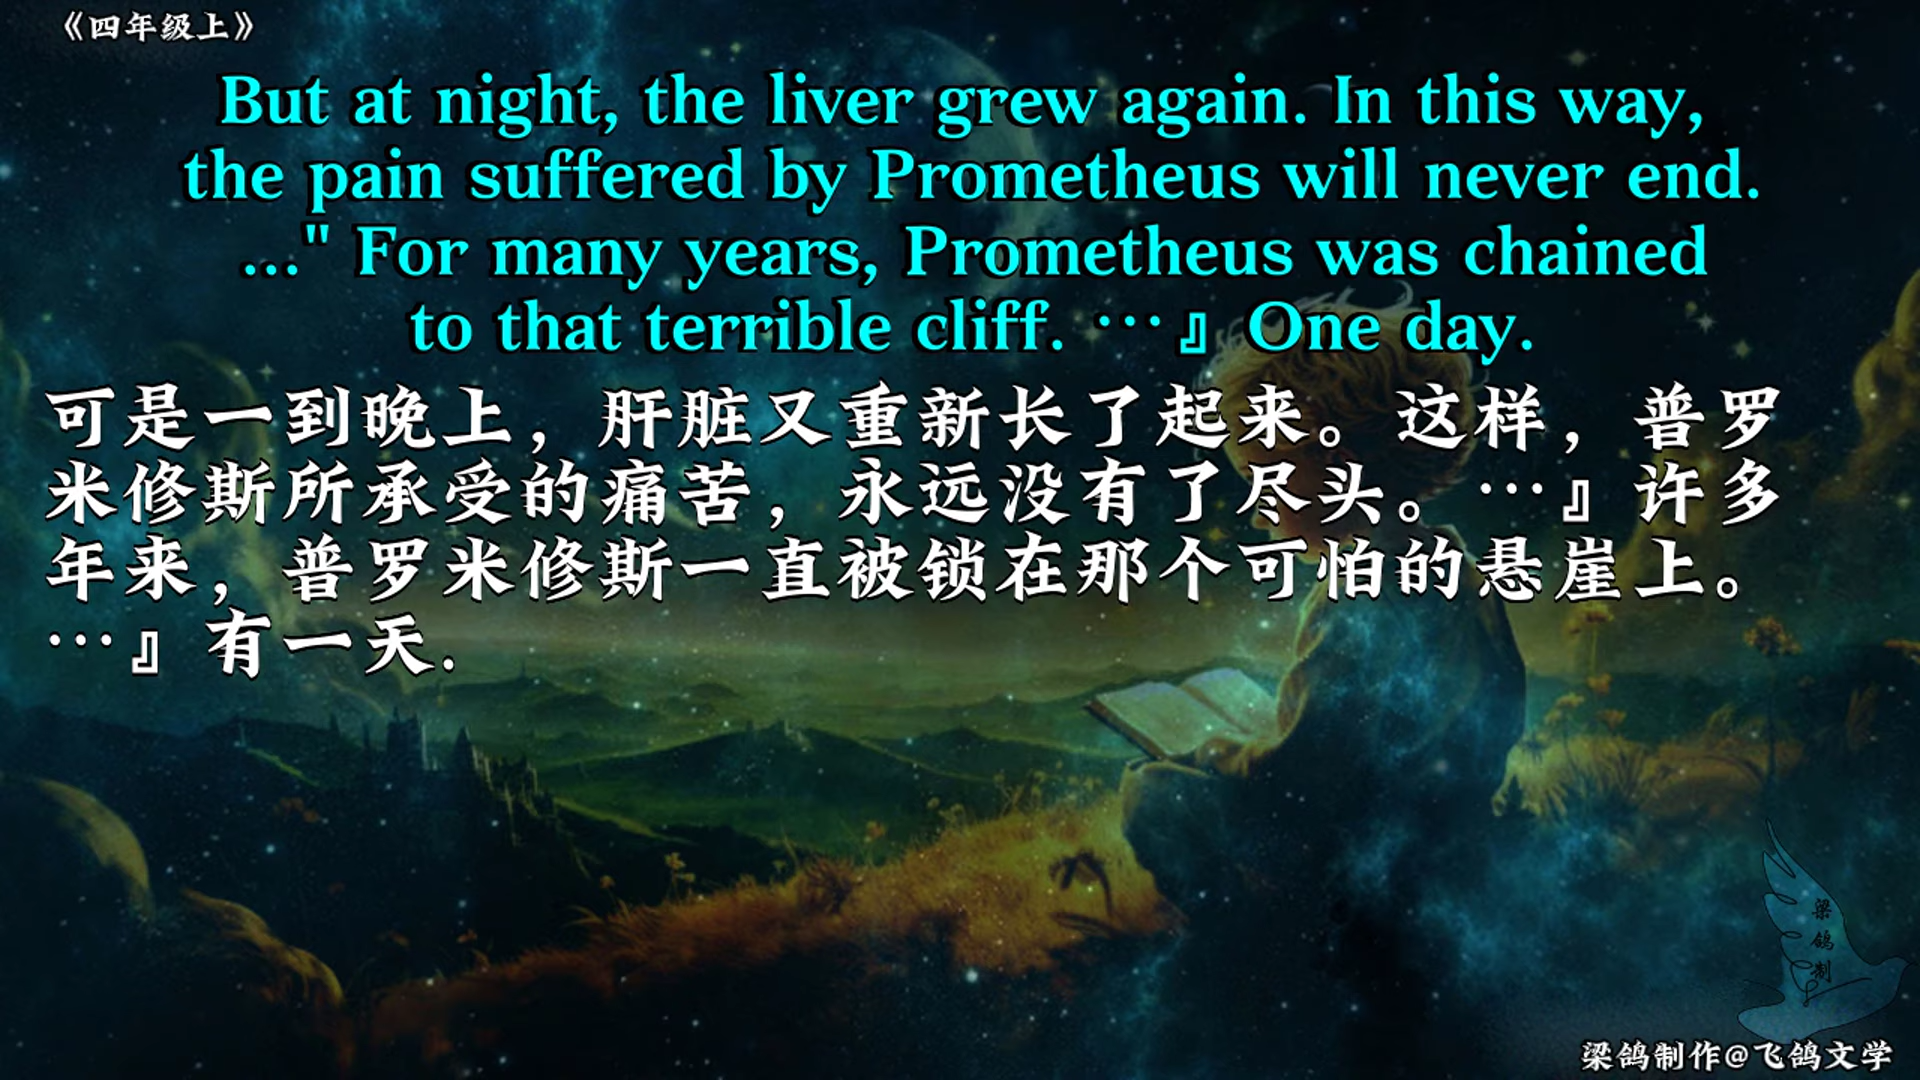 《四年级上》
But at night, the liver grew again. In this way,
the pain suffered by Prometheus will never end.
..." For many years, Prometheus was chained
to that terrible cliff. …』One day.
可是一到晚上，肝脏又重新长了起来。这样，普罗
米修斯所承受的痛苦，永远没有了尽头。…』许多
年来，普罗米修斯一直被锁在那个可怕的悬崖上。
…』有一天.
梁
鸽
制
梁鸽制作@飞鸽文学